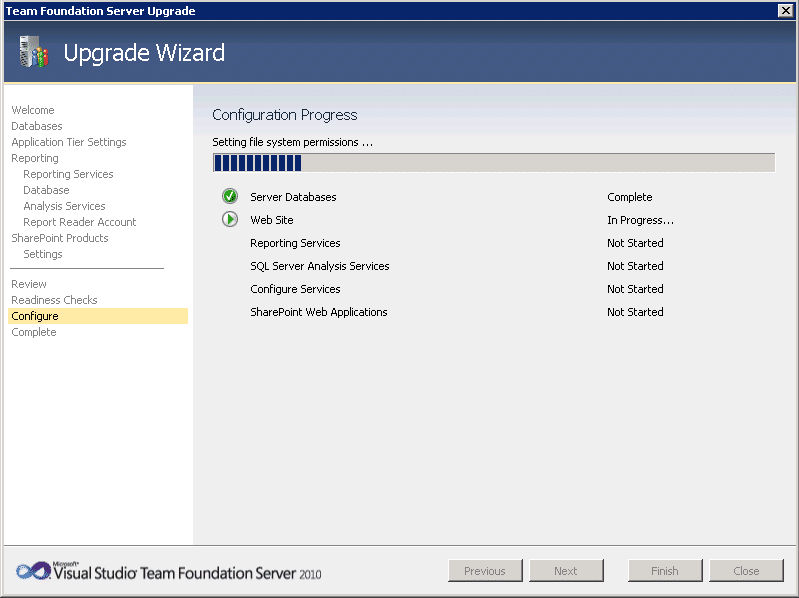 Team Foundation Server Upgrade
Upgrade Wizard
Welcome
Databases
Application Tier Settings
Reporting
Reporting Services
Database
Analysis Services
Report Reader Account
SharePoint Products
Settings
Review
Readiness Checks
Configure
Complete
Configuration Progress
Setting file system permissions ...
Server Databases Complete
Web Site In Progress...
Reporting Services Not Started
SQL Server Analysis Services Not Started
Configure Services Not Started
SharePoint Web Applications Not Started
Microsoft®
Visual Studio® Team Foundation Server 2010
Previous Next Finish Close